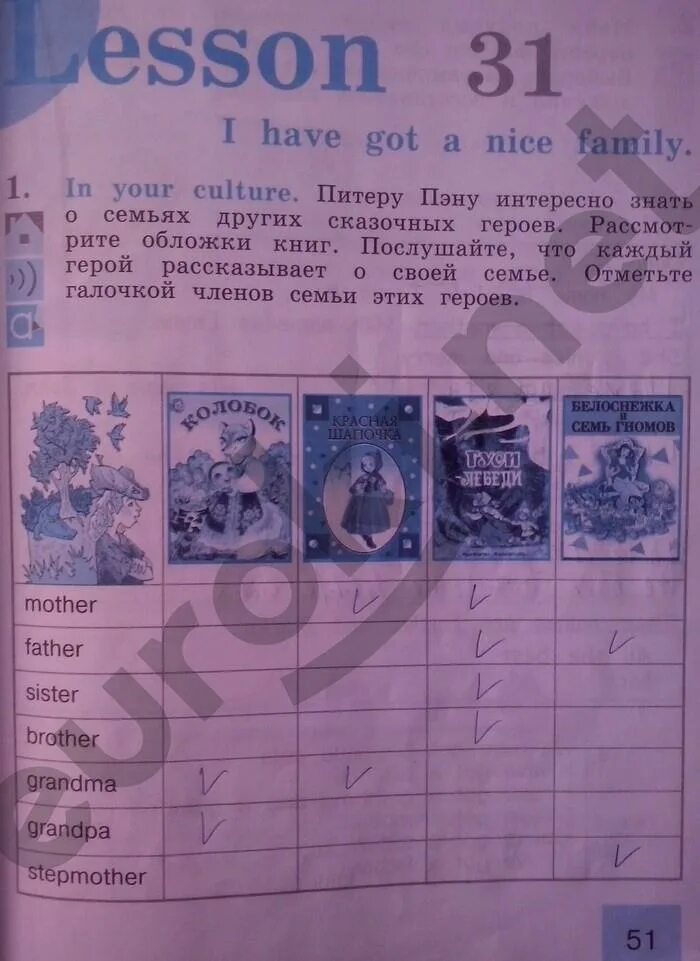 Lesson 31
I have got a nice family.
1. In your culture. Питеру Пэну интересно знать
о семьях других сказочных героев. Рассмот-
рите обложки книг. Послушайте, что каждый
герой рассказывает о своей семье. Отметьте
галочкой членов семьи этих героев.
a
КОЛОБОК
КРАСНАЯ
ШАПОЧКА
ГУСИ
ЛЕБЕДИ
БЕЛОСНЕЖКА
И
СЕМЬ ГНОМОВ
mother
father
sister
brother
grandma
grandpa
stepmother
51